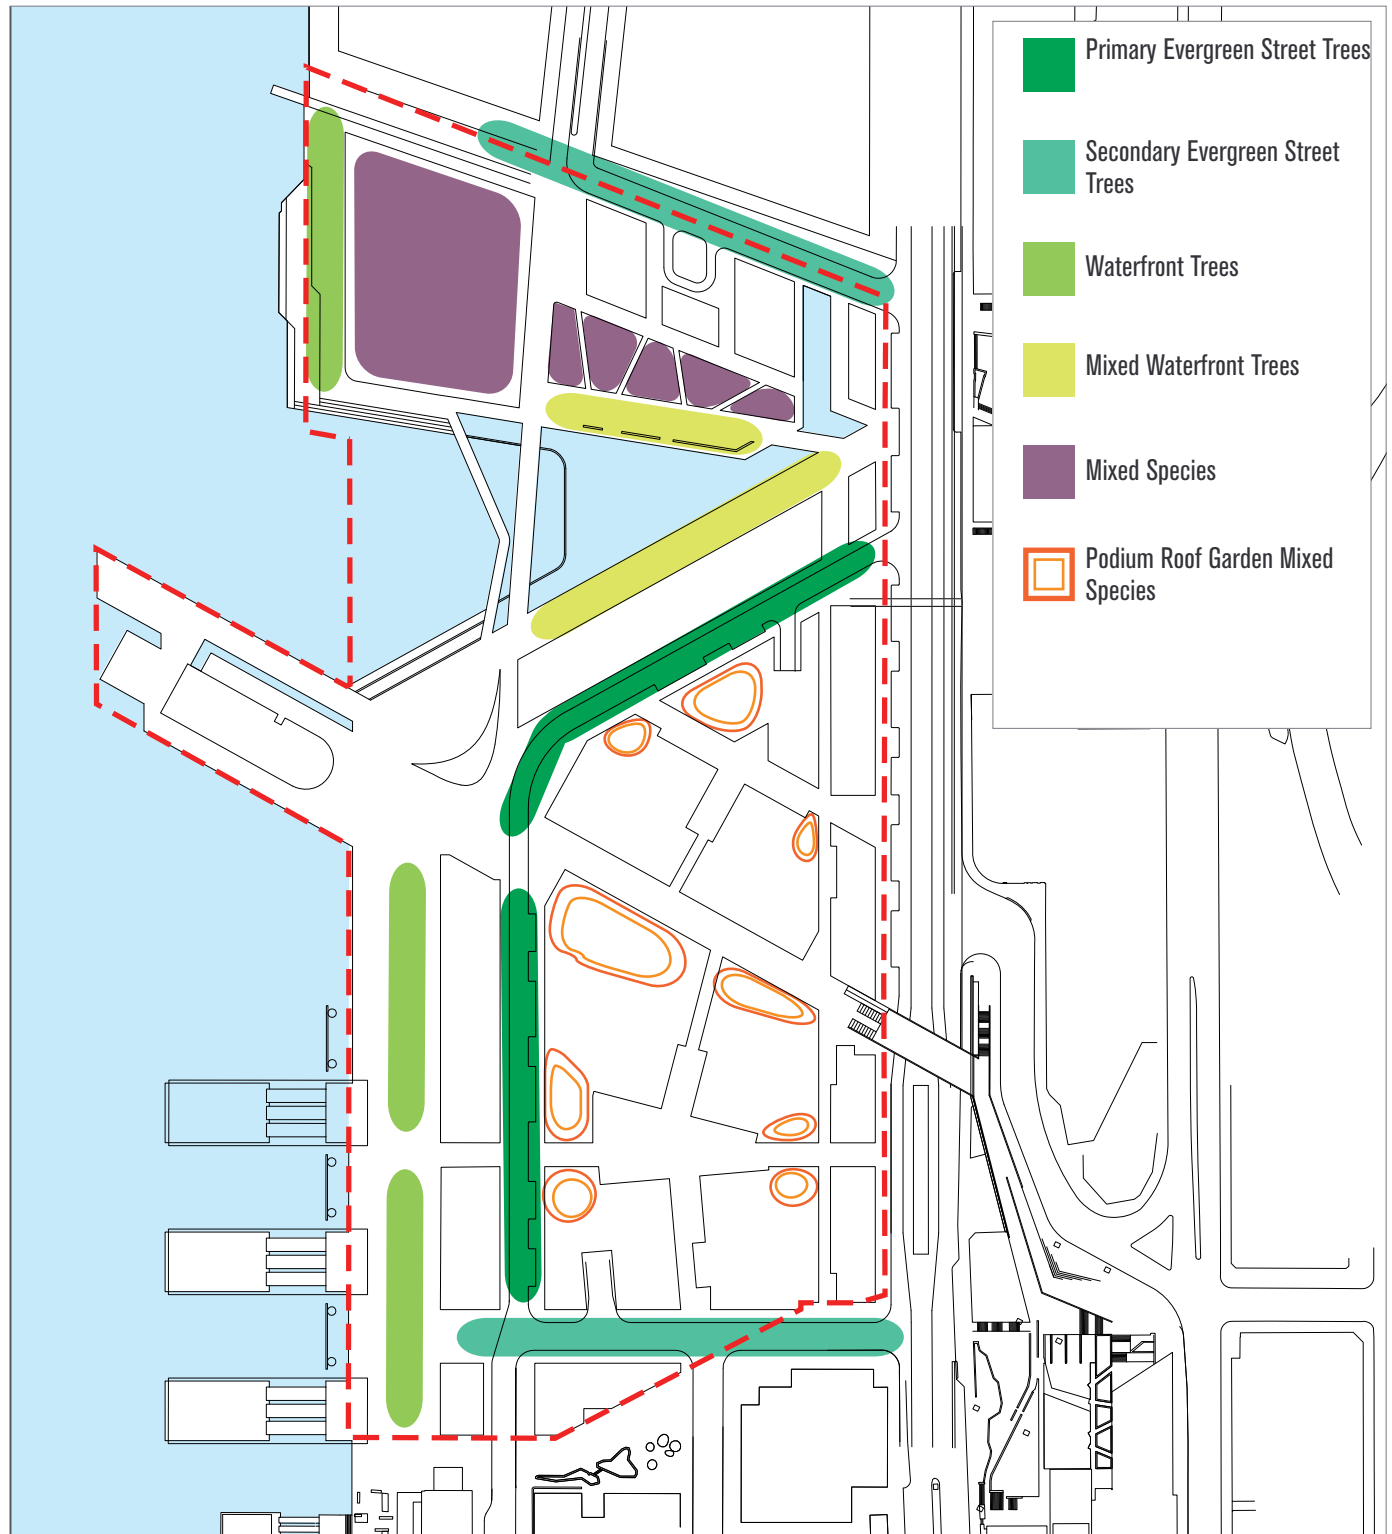 Primary Evergreen Street Trees
Secondary Evergreen Street
Trees
Waterfront Trees
Mixed Waterfront Trees
Mixed Species
Podium Roof Garden Mixed
Species